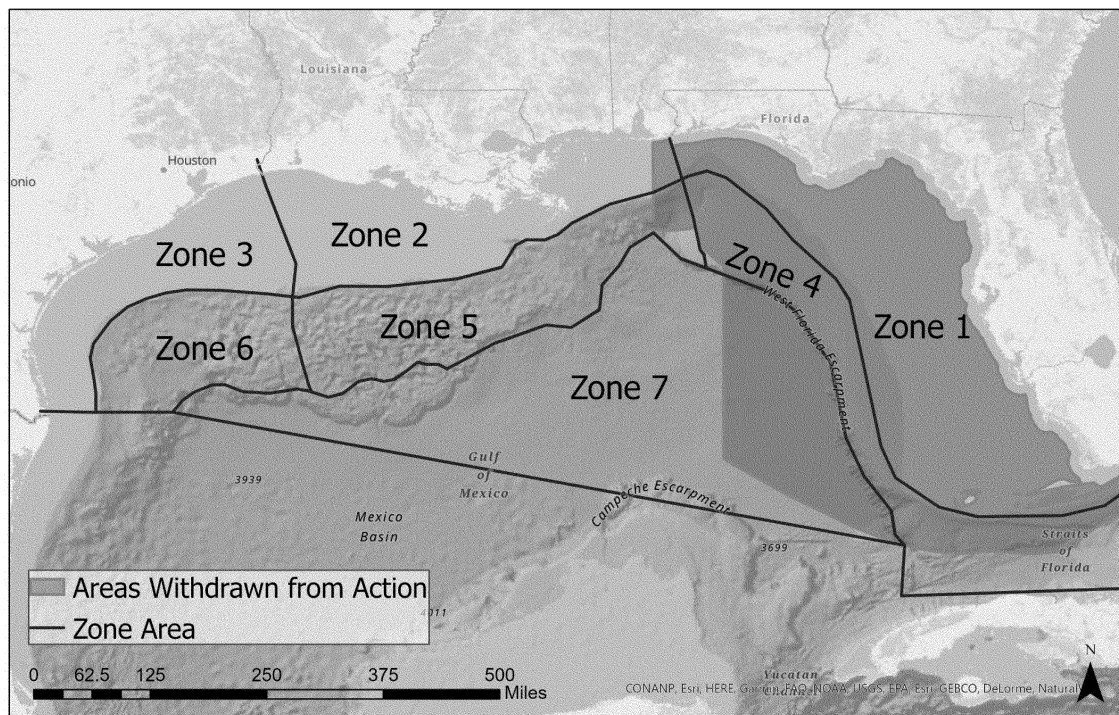 Louisiana
Florida
Houston
onio
Zone 2
Zone 3
Zone 4
West Florida Escarpment
Zone 1
Zone 5
Zone 6
Zone 7
Gulf
of
Mexico
3939
Campeche Escarpment
Mexico
Basin
3699
Straits
of
Florida
Areas Withdrawn from Action
4011
Zone Area
N
0 62.5 125 250 375 500
Miles
Yucatan
CONANP, Esri, HERE, Garmin, FAO, NOAA, USGS, EPA, Esri, GEBCO, DeLorme, Natural